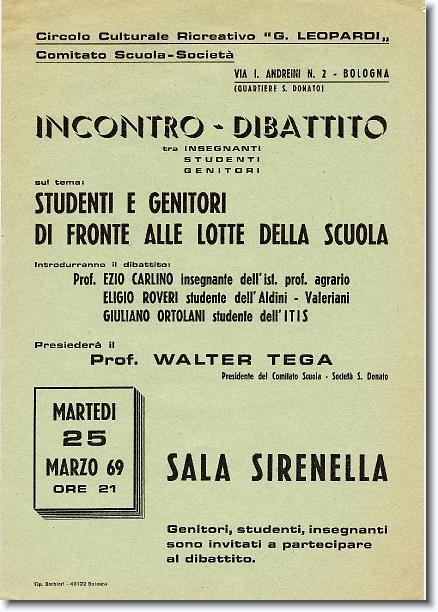 Circolo Culturale Ricreativo "G. LEOPARDI„
Comitato Scuola-Società
VIA I. ANDREINI N. 2 - BOLOGNA
(QUARTIERE S. DONATO)
INCONTRO - DIBATTITO
tra INSEGNANTI
STUDENTI
GENITORI
sul tema:
STUDENTI E GENITORI
DI FRONTE ALLE LOTTE DELLA SCUOLA
Introdurranno il dibattito:
Prof. EZIO CARLINO insegnante dell'ist. prof. agrario
ELIGIO ROVERI studente dell'Aldini - Valeriani
GIULIANO ORTOLANI studente dell'ITIS
Presiederà il
Prof. WALTER TEGA
Presidente del Comitato Scuola - Società S. Donato
MARTEDI
25
MARZO 69
ORE 21
SALA SIRENELLA
Genitori, studenti, insegnanti
sono invitati a partecipare
al dibattito.
Tip. Barbieri - 40122 Bologna